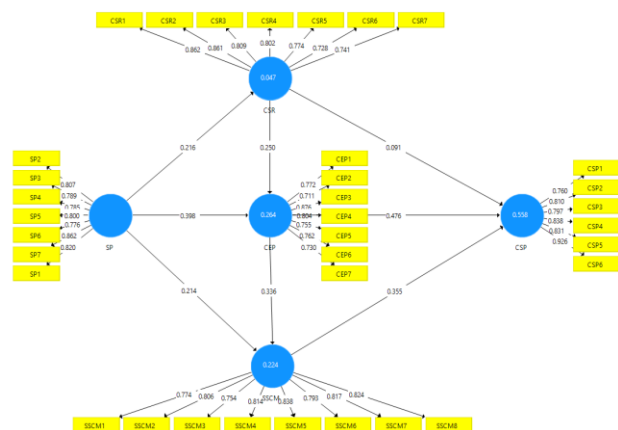 CSR1 CSR2 CSR3 CSR4 CSR5 CSR6 CSR7
0.862 0.861 0.809 0.802 0.774 0.728 0.741
0.047
CSR
0.216 0.250 0.091
SP2
SP3
SP4
SP5
SP6
SP7
SP1
0.807
0.789
0.785
0.800
0.776
0.862
0.820
SP
0.398
0.264
CEP
0.772
0.711
0.876
0.804
0.755
0.762
0.730
CEP1
CEP2
CEP3
CEP4
CEP5
CEP6
CEP7
0.476
0.558
CSP
0.760
0.810
0.797
0.838
0.831
0.926
CSP1
CSP2
CSP3
CSP4
CSP5
CSP6
0.214 0.336 0.355
0.224
SSCM
0.774 0.806 0.754 0.814 0.838 0.793 0.817 0.824
SSCM1 SSCM2 SSCM3 SSCM4 SSCM5 SSCM6 SSCM7 SSCM8